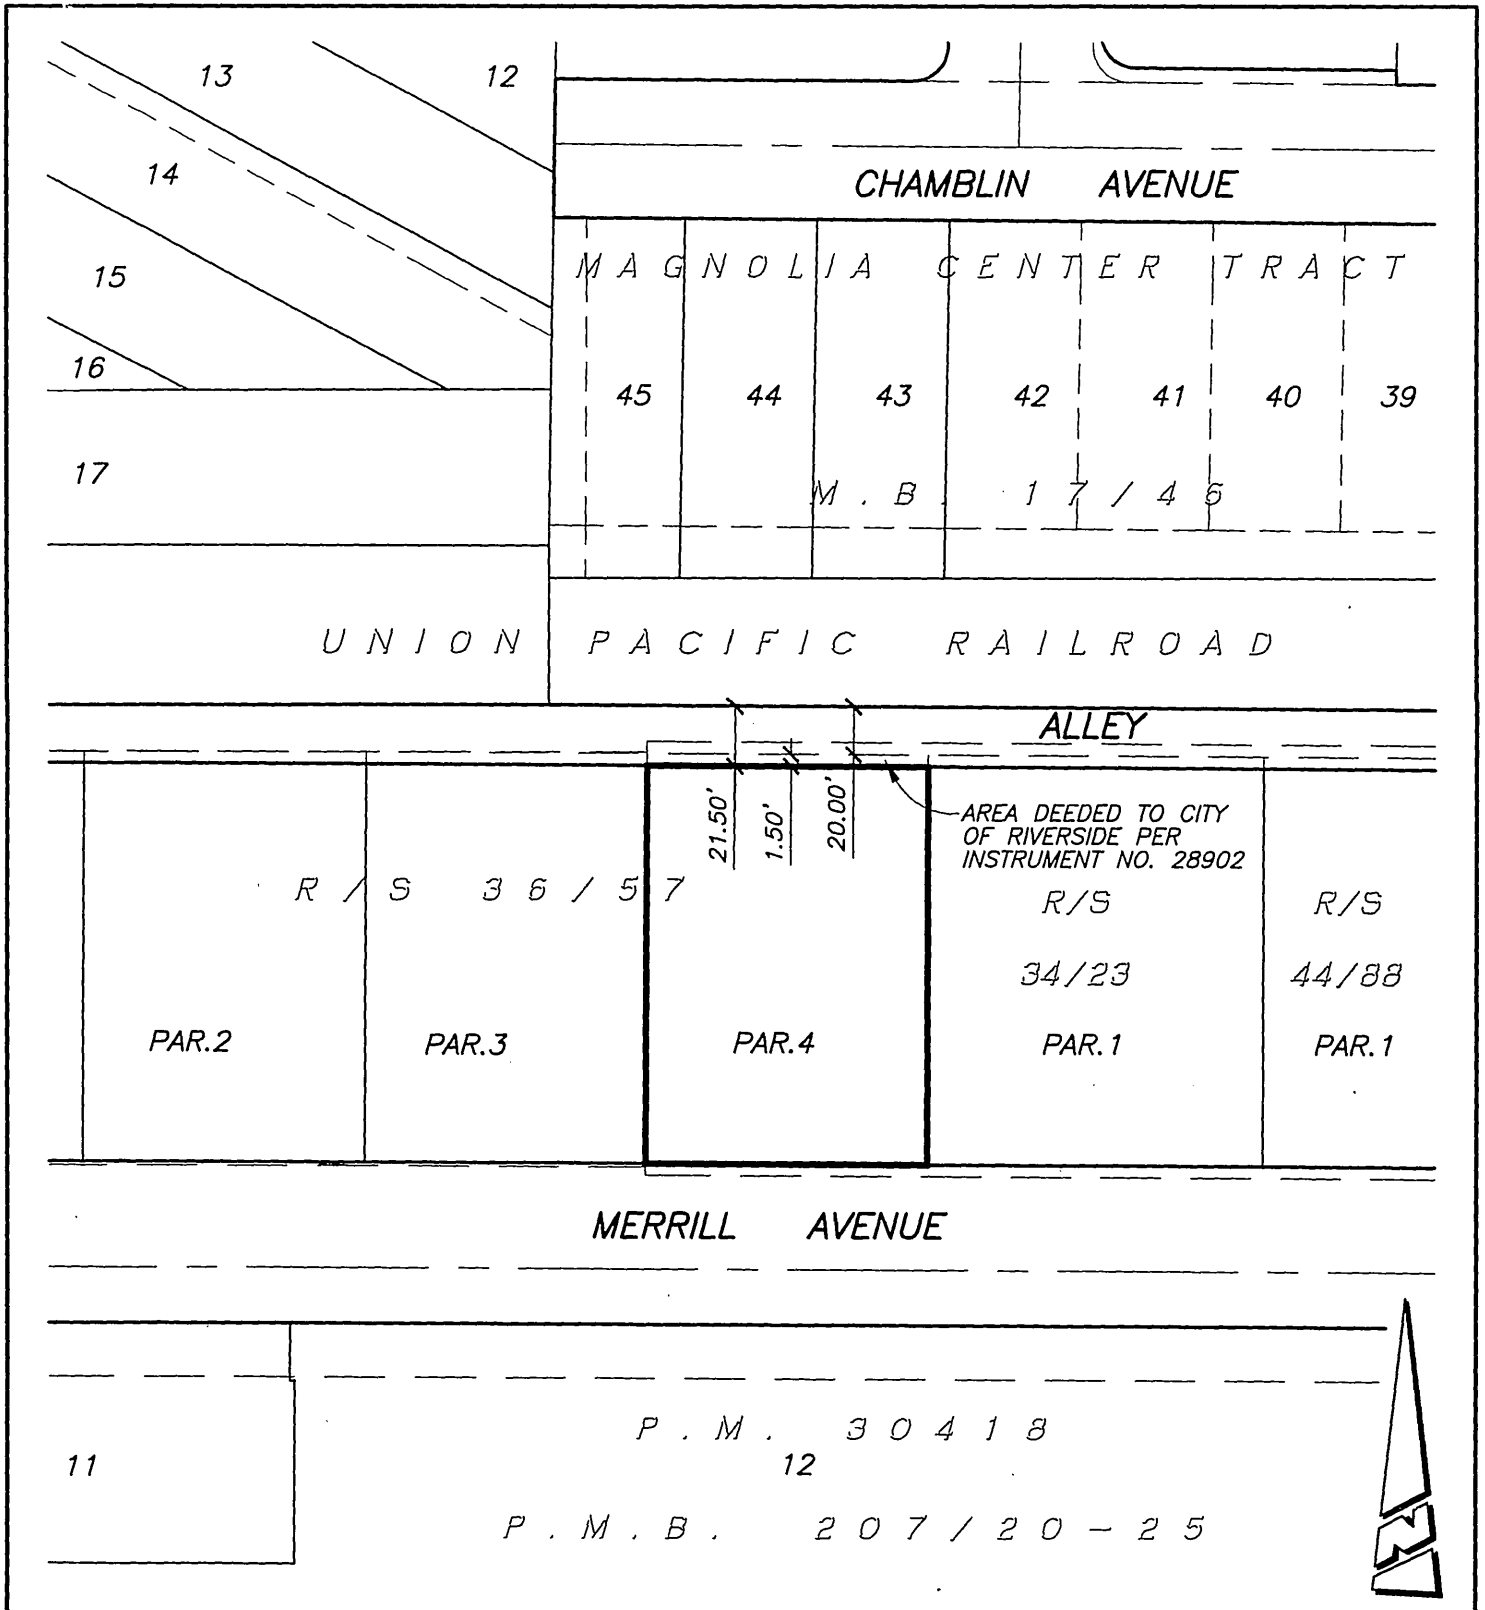 13
12
14
CHAMBLIN AVENUE
MAGNOLIA CENTER TRACT
15
16
45 44 43 42 41 40 39
17
M.B. 17/46
UNION PACIFIC RAILROAD
ALLEY
21.50'
1.50'
20.00'
AREA DEEDED TO CITY
OF RIVERSIDE PER
INSTRUMENT NO. 28902
R/S 36/57
R/S
34/23
R/S
44/88
PAR.2
PAR.3
PAR.4
PAR.1
PAR.1
MERRILL AVENUE
P.M. 30418
11
12
P.M.B. 207/20-25
N